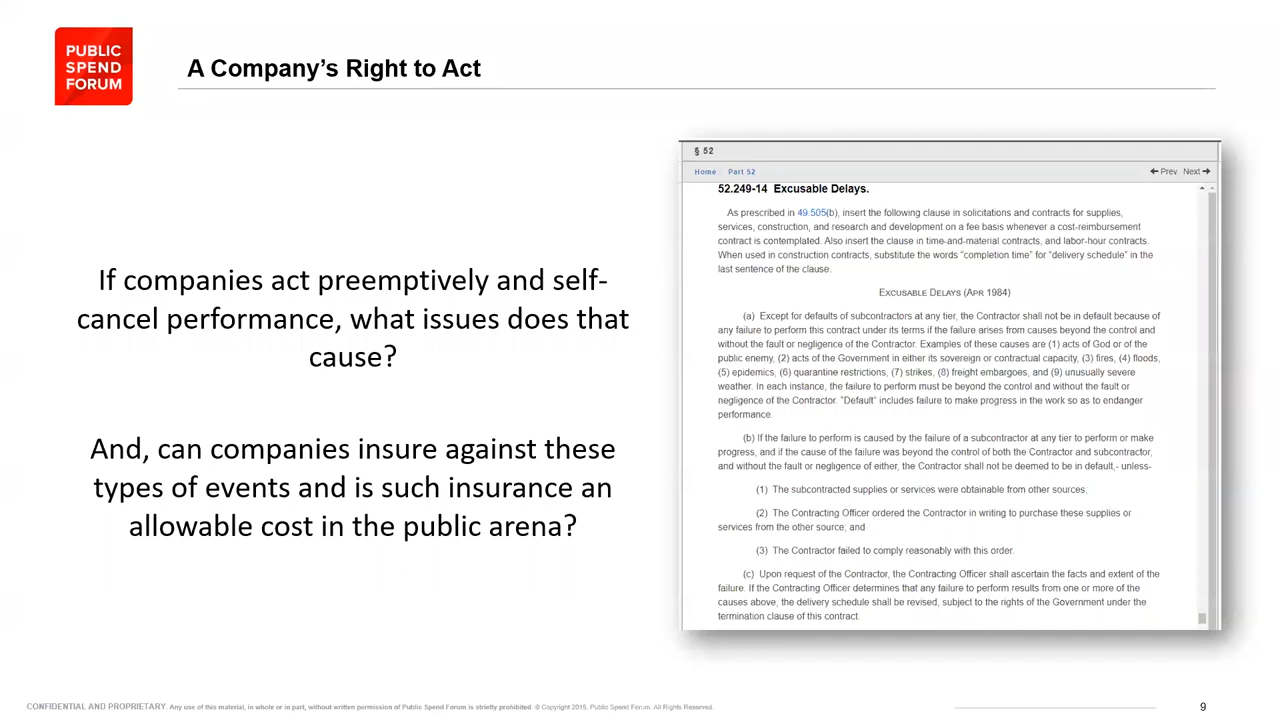 PUBLIC
SPEND
FORUM
A Company's Right to Act
If companies act preemptively and self-
cancel performance, what issues does that
cause?
And, can companies insure against these
types of events and is such insurance an
allowable cost in the public arena?
§ 52
Home Part 52
Prev Next
52.249-14 Excusable Delays.
As prescribed in 49.505(b), insert the following clause in solicitations and contracts for supplies,
services, construction, and research and development on a fee basis whenever a cost-reimbursement
contract is contemplated. Also insert the clause in time-and-material contracts, and labor-hour contracts.
When used in construction contracts, substitute the words “completion time” for “delivery schedule” in the
last sentence of the clause.
EXCUSABLE DELAYS (APR 1984)
(a) Except for defaults of subcontractors at any tier, the Contractor shall not be in default because of
any failure to perform this contract under its terms if the failure arises from causes beyond the control and
without the fault or negligence of the Contractor. Examples of these causes are (1) acts of God or of the
public enemy, (2) acts of the Government in either its sovereign or contractual capacity, (3) fires, (4) floods,
(5) epidemics, (6) quarantine restrictions, (7) strikes, (8) freight embargoes, and (9) unusually severe
weather. In each instance, the failure to perform must be beyond the control and without the fault or
negligence of the Contractor. “Default” includes failure to make progress in the work so as to endanger
performance.
(b) If the failure to perform is caused by the failure of a subcontractor at any tier to perform or make
progress, and if the cause of the failure was beyond the control of both the Contractor and subcontractor,
and without the fault or negligence of either, the Contractor shall not be deemed to be in default,- unless-
(1) The subcontracted supplies or services were obtainable from other sources;
(2) The Contracting Officer ordered the Contractor in writing to purchase these supplies or
services from the other source; and
(3) The Contractor failed to comply reasonably with this order.
(c) Upon request of the Contractor, the Contracting Officer shall ascertain the facts and extent of the
failure. If the Contracting Officer determines that any failure to perform results from one or more of the
causes above, the delivery schedule shall be revised, subject to the rights of the Government under the
termination clause of this contract.
CONFIDENTIAL AND PROPRIETARY. Any use of this material, in whole or in part, without written permission of Public Spend Forum is strictly prohibited. © Copyright 2015, Public Spend Forum. All Rights Reserved.
9